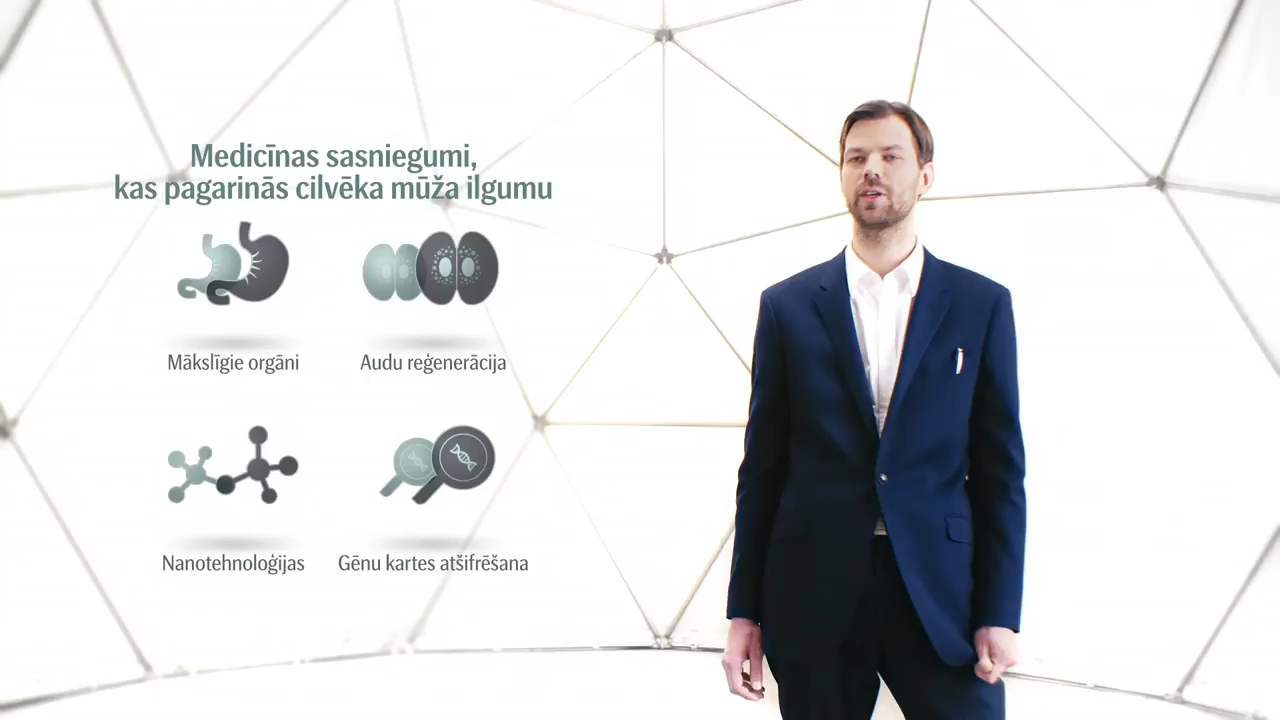 Medicīnas sasniegumi,
kas pagarinās cilvēka mūža ilgumu
Mākslīgie orgāni
Audu reģenerācija
Nanotehnoloģijas
Gēnu kartes atšifrēšana